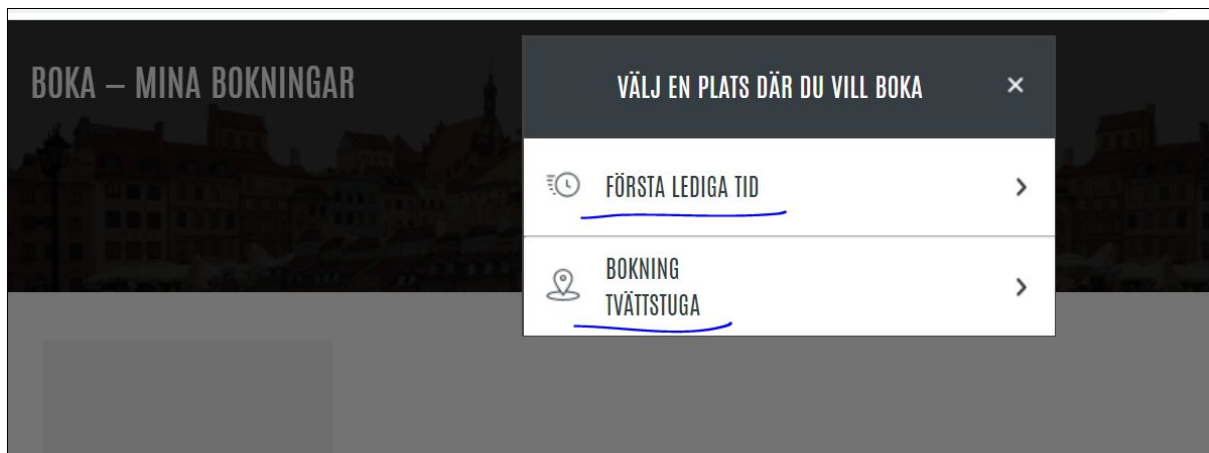 BOKA – MINA BOKNINGAR
VÄLJ EN PLATS DÄR DU VILL BOKA ×
FÖRSTA LEDIGA TID
BOKNING
TVÄTTSTUGA